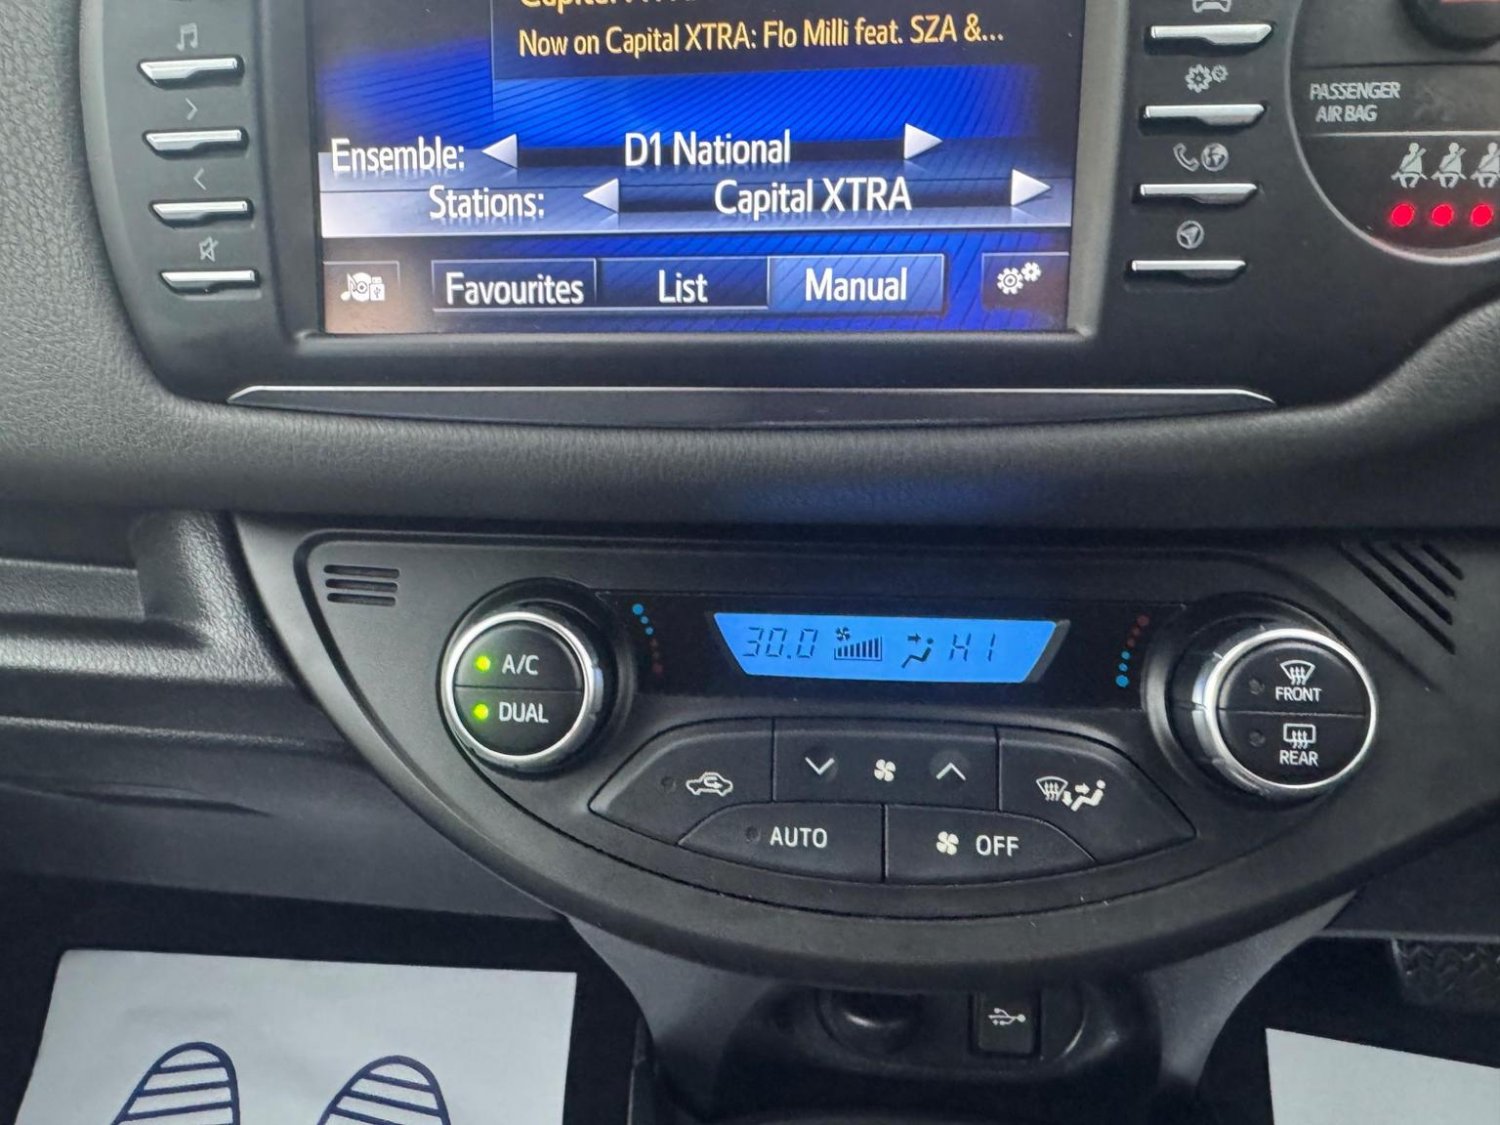 Now on Capital XTRA: Flo Milli feat. SZA &...
Ensemble: D1 National
Stations: Capital XTRA
Favourites List Manual
PASSENGER
AIR BAG
A/C
DUAL
30.0 HI
FRONT
REAR
AUTO
OFF